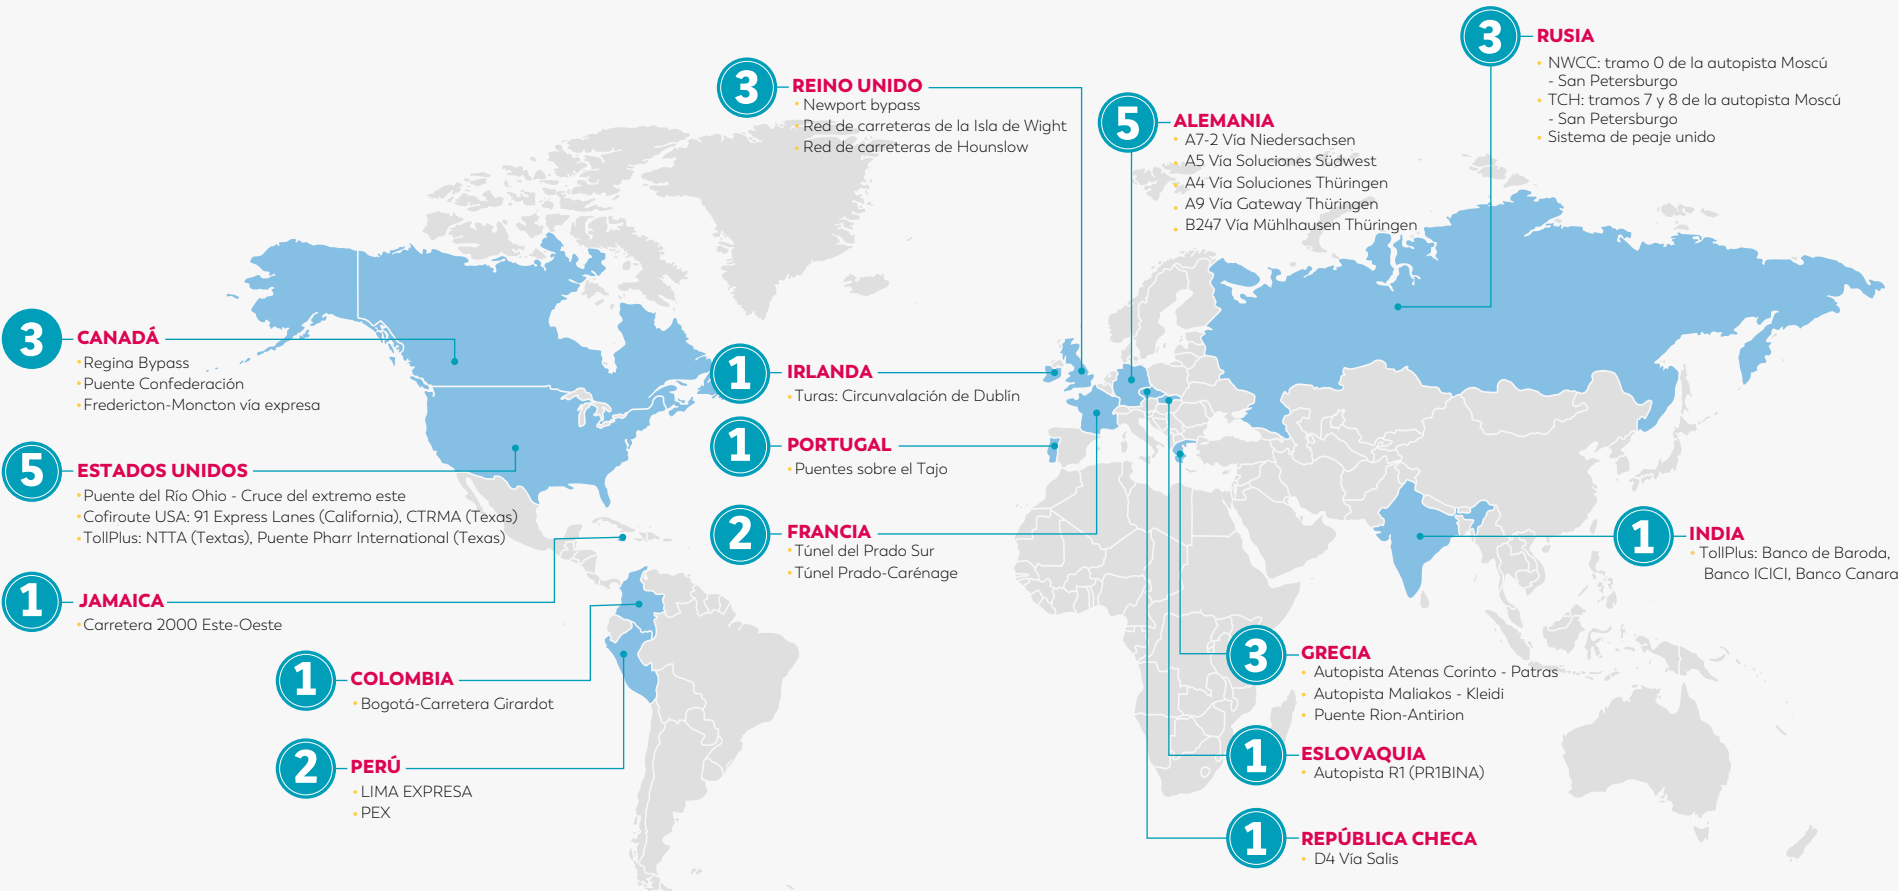 3
RUSIA
NWCC: tramo 0 de la autopista Moscú
- San Petersburgo
TCH: tramos 7 y 8 de la autopista Moscú
- San Petersburgo
Sistema de peaje unido
3
REINO UNIDO
Newport bypass
Red de carreteras de la Isla de Wight
Red de carreteras de Hounslow
5
ALEMANIA
A7-2 Vía Niedersachsen
A5 Vía Soluciones Südwest
A4 Vía Soluciones Thüringen
A9 Vía Gateway Thüringen
B247 Vía Mühlhausen Thüringen
3
CANADÁ
Regina Bypass
Puente Confederación
Fredericton-Moncton vía expresa
1
IRLANDA
Turas: Circunvalación de Dublín
1
PORTUGAL
Puentes sobre el Tajo
5
ESTADOS UNIDOS
Puente del Río Ohio - Cruce del extremo este
Cofiroute USA: 91 Express Lanes (California), CTRMA (Texas)
TollPlus: NTTA (Textas), Puente Pharr International (Texas)
2
FRANCIA
Túnel del Prado Sur
Túnel Prado-Carénage
1
INDIA
TollPlus: Banco de Baroda,
Banco ICICI, Banco Canara
1
JAMAICA
Carretera 2000 Este-Oeste
1
COLOMBIA
Bogotá-Carretera Girardot
3
GRECIA
Autopista Atenas Corinto - Patras
Autopista Maliakos - Kleidi
Puente Rion-Antirion
2
PERÚ
LIMA EXPRESA
PEX
1
ESLOVAQUIA
Autopista R1 (PR1BINA)
1
REPÚBLICA CHECA
D4 Vía Salis